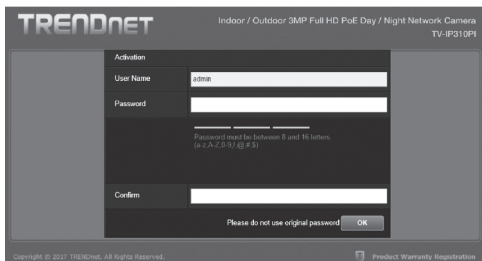 TRENDnet
Indoor / Outdoor 3MP Full HD PoE Day / Night Network Camera
TV-IP310PI
Activation
User Name
admin
Password
Password must be between 8 and 16 letters
(a-z,A-Z,0-9,!,@,#,$)
Confirm
Please do not use original password
OK
Copyright © 2017 TRENDnet. All Rights Reserved.
Product Warranty Registration